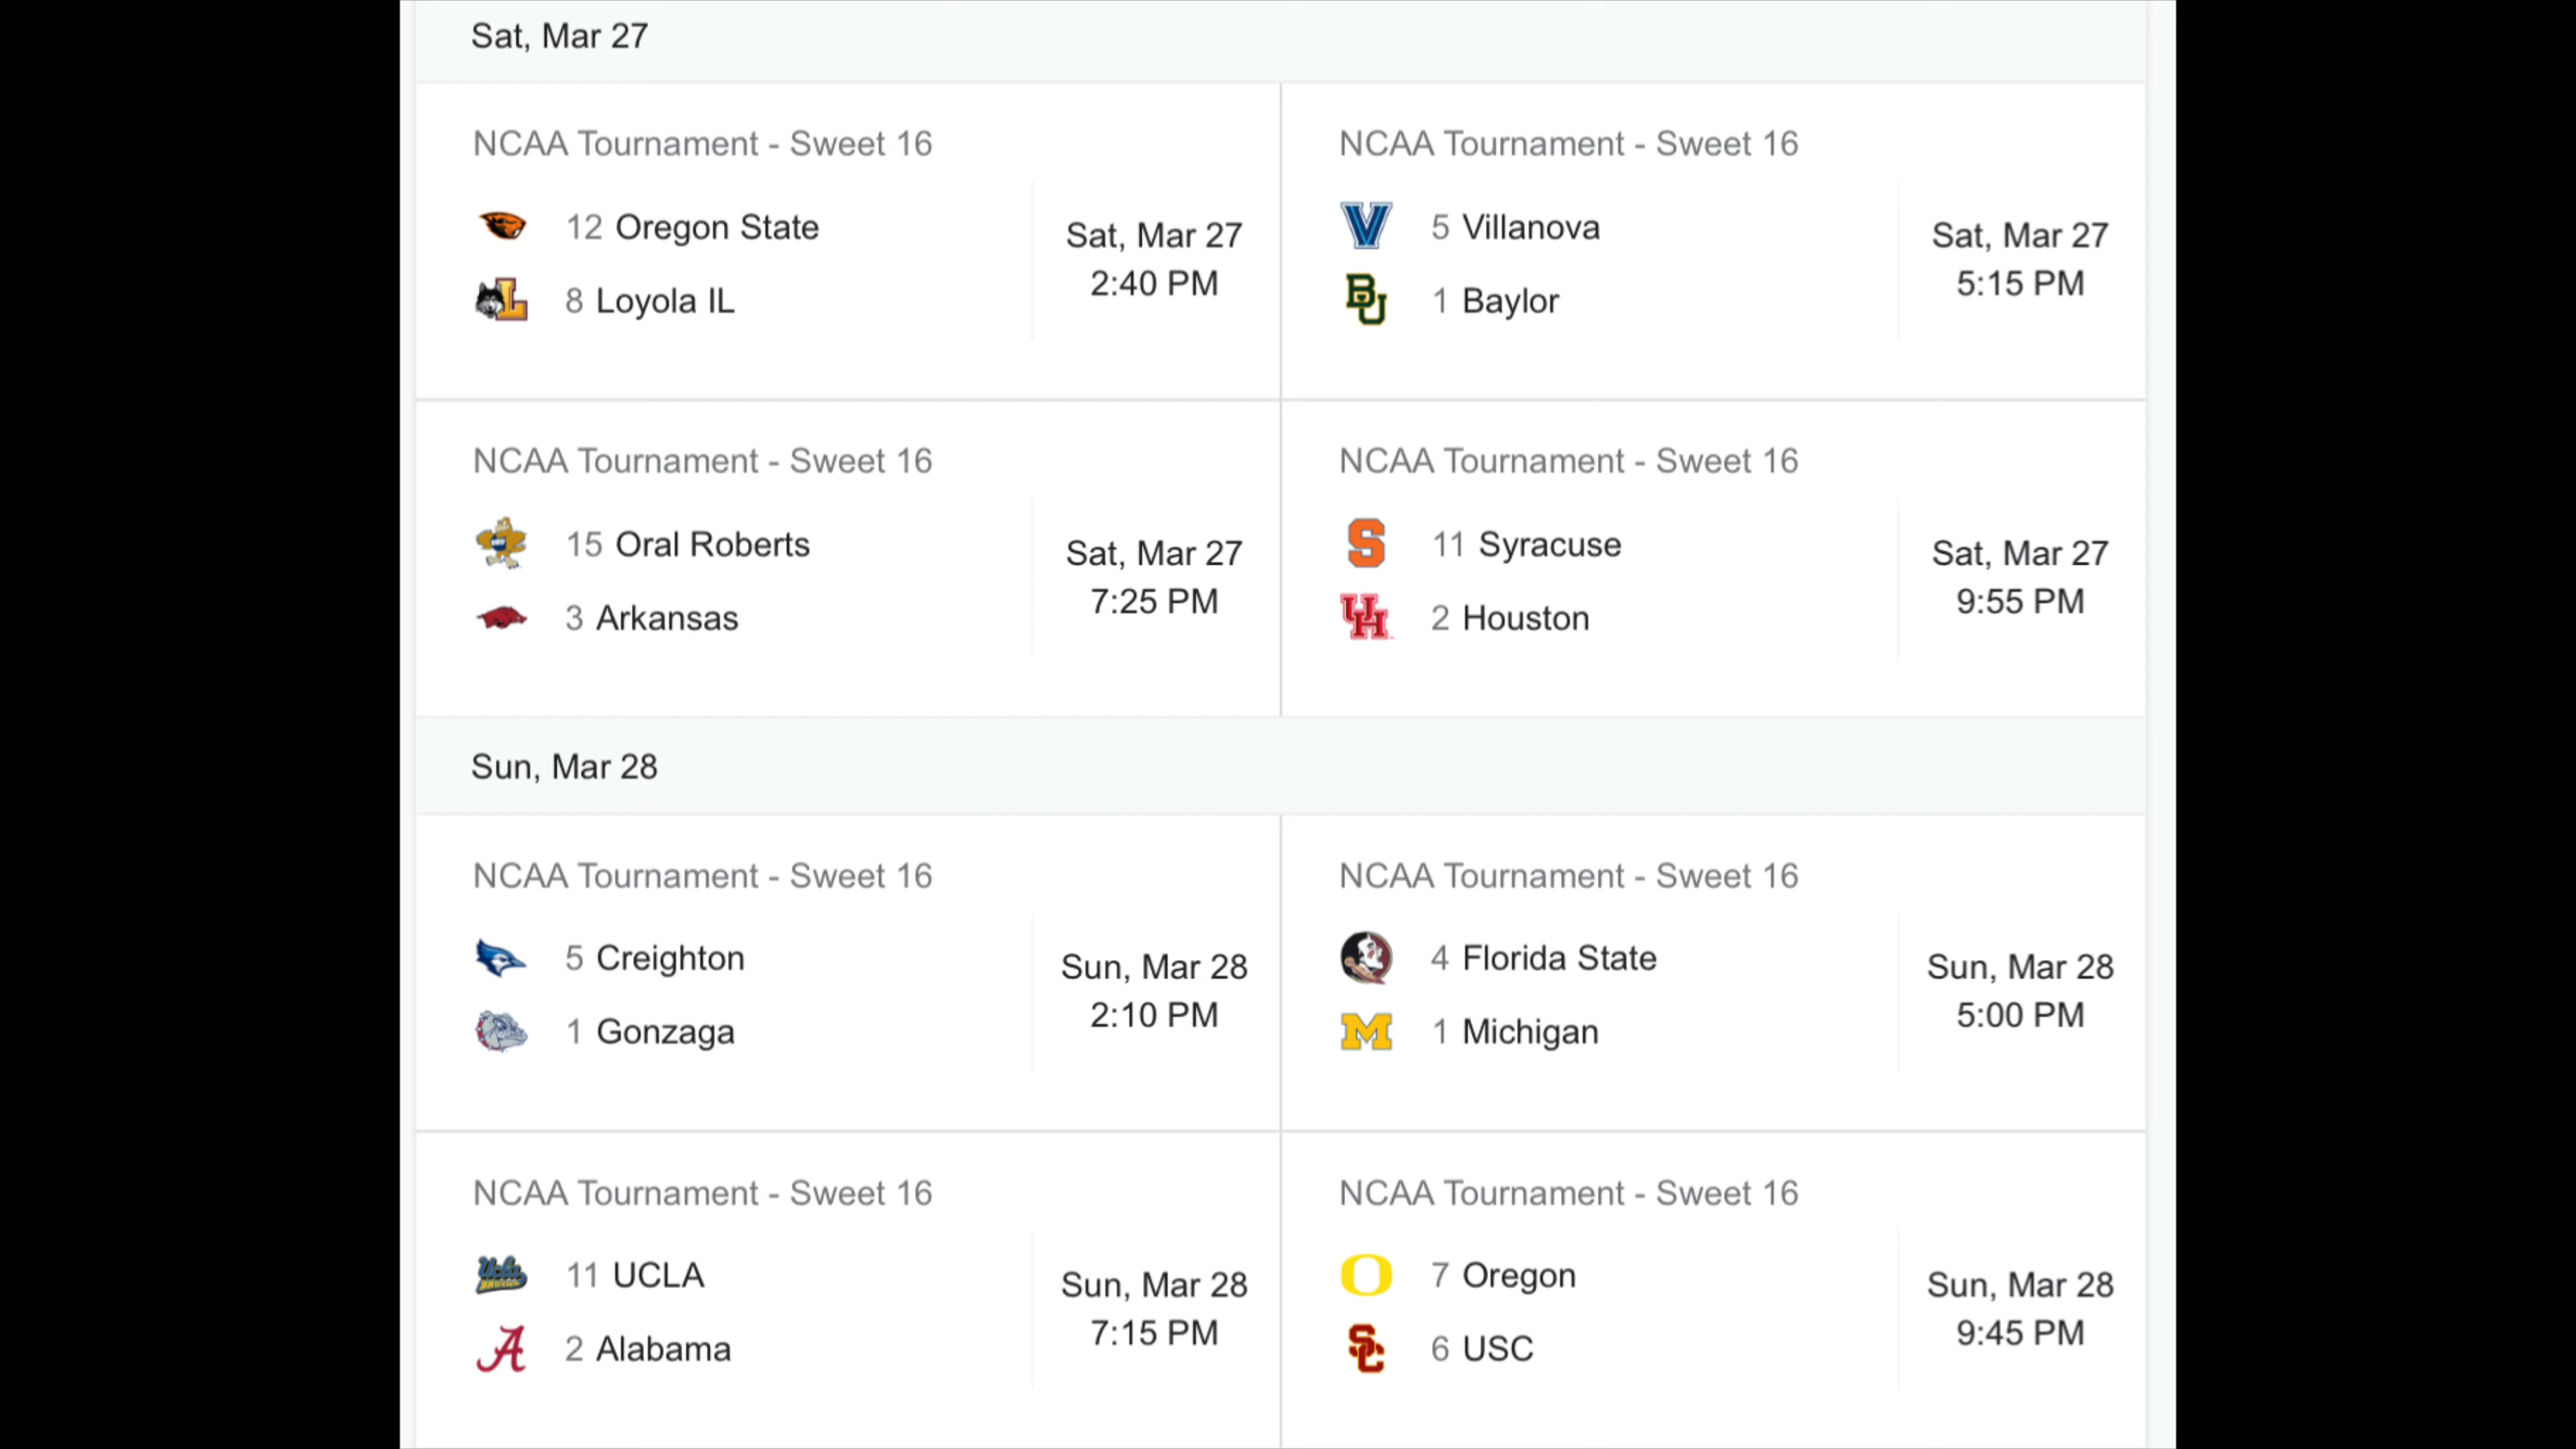 Sat, Mar 27
NCAA Tournament - Sweet 16
12 Oregon State
8 Loyola IL
Sat, Mar 27
2:40 PM
NCAA Tournament - Sweet 16
5 Villanova
1 Baylor
Sat, Mar 27
5:15 PM
NCAA Tournament - Sweet 16
15 Oral Roberts
3 Arkansas
Sat, Mar 27
7:25 PM
NCAA Tournament - Sweet 16
11 Syracuse
2 Houston
Sat, Mar 27
9:55 PM
Sun, Mar 28
NCAA Tournament - Sweet 16
5 Creighton
1 Gonzaga
Sun, Mar 28
2:10 PM
NCAA Tournament - Sweet 16
4 Florida State
1 Michigan
Sun, Mar 28
5:00 PM
NCAA Tournament - Sweet 16
11 UCLA
2 Alabama
Sun, Mar 28
7:15 PM
NCAA Tournament - Sweet 16
7 Oregon
6 USC
Sun, Mar 28
9:45 PM